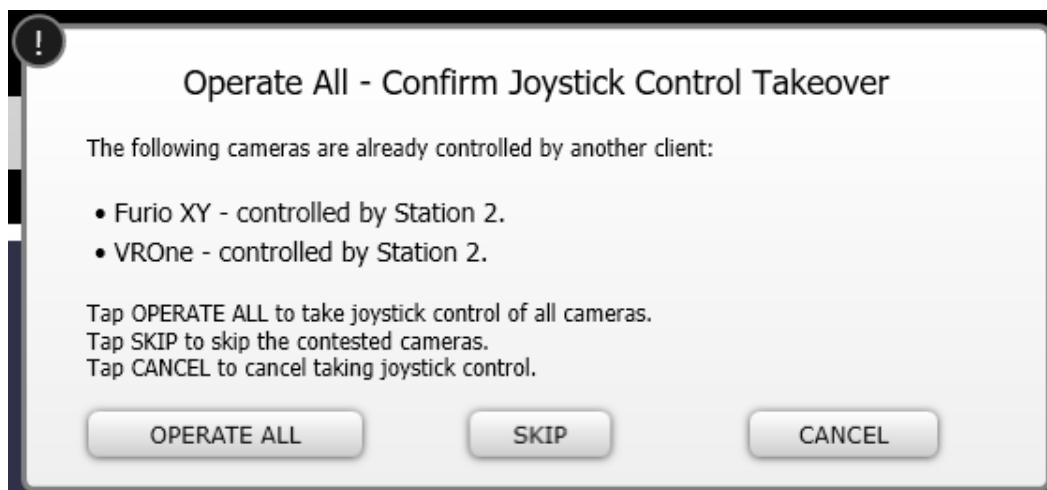 !
Operate All - Confirm Joystick Control Takeover
The following cameras are already controlled by another client:
• Furio XY - controlled by Station 2.
• VROne - controlled by Station 2.
Tap OPERATE ALL to take joystick control of all cameras.
Tap SKIP to skip the contested cameras.
Tap CANCEL to cancel taking joystick control.
OPERATE ALL SKIP CANCEL